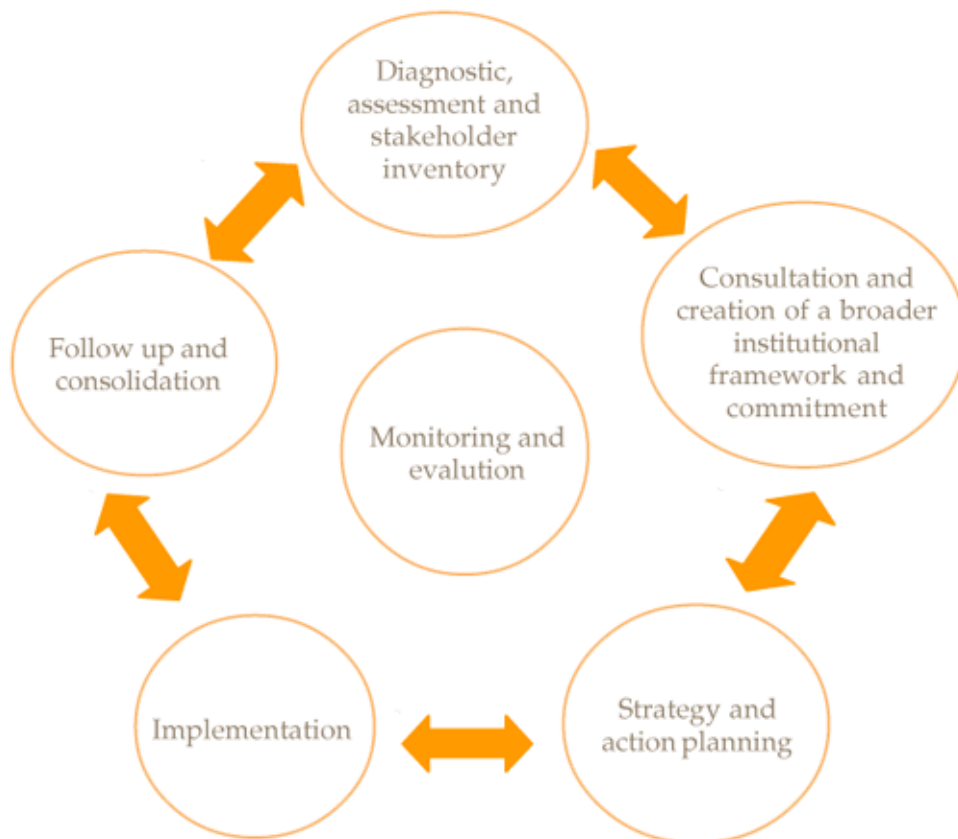 Diagnostic,
assessment and
stakeholder
inventory
Consultation and
creation of a broader
institutional
framework and
commitment
Follow up and
consolidation
Monitoring and
evalution
Implementation
Strategy and
action planning